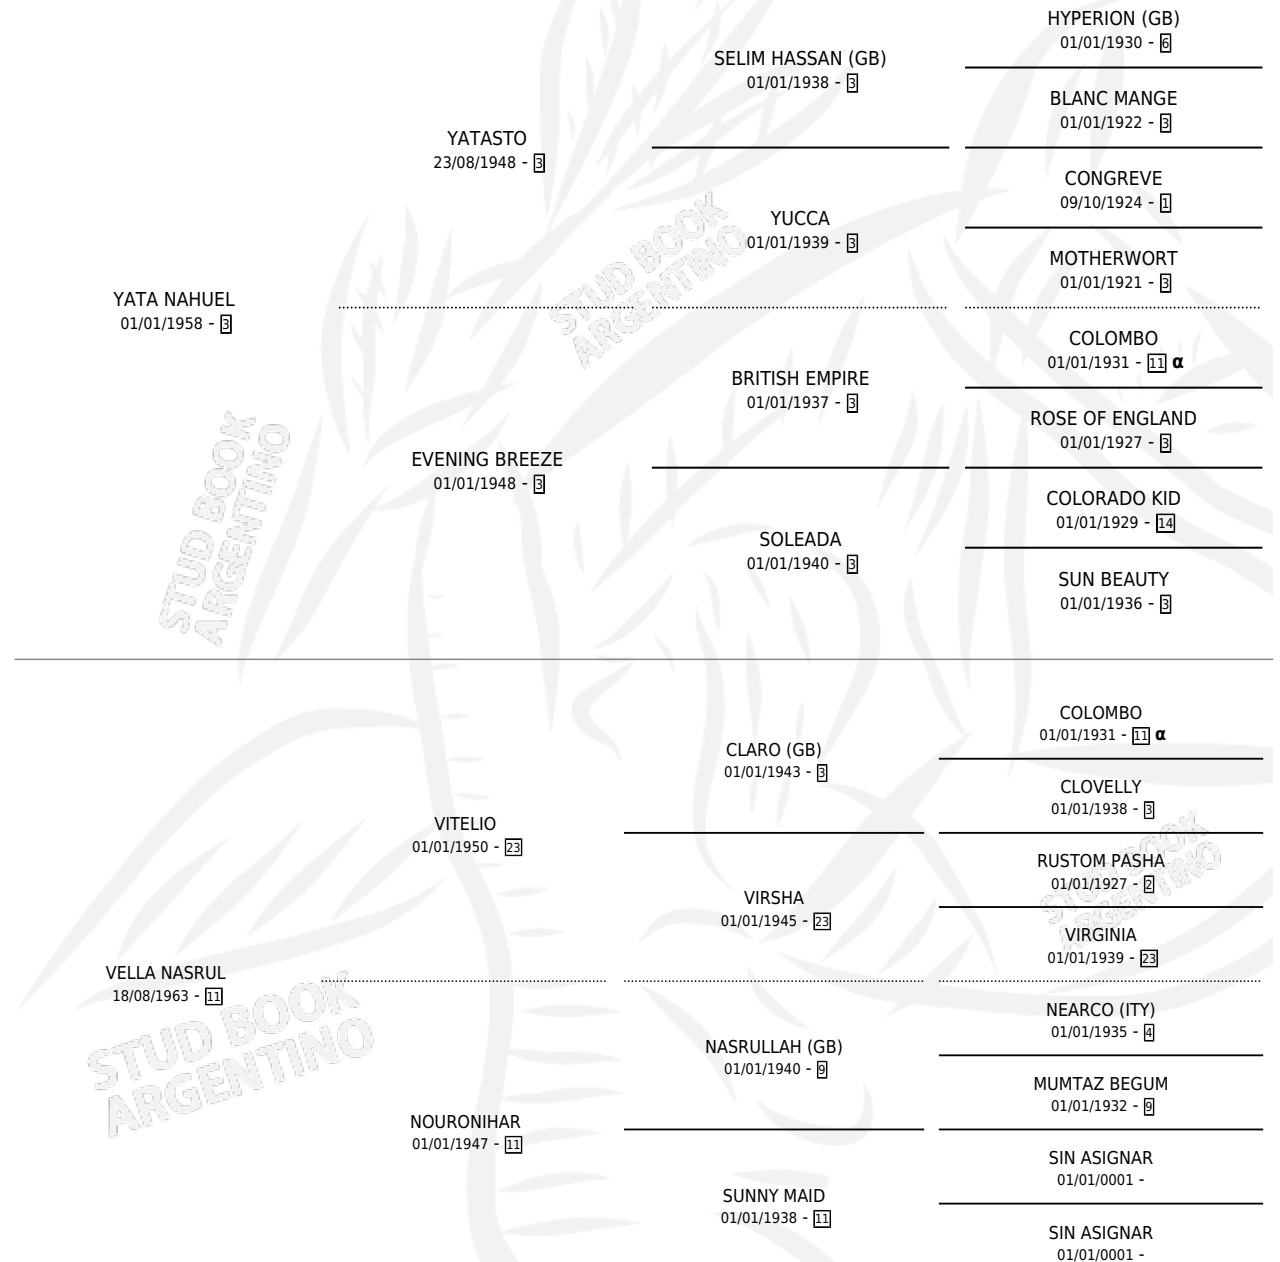 HYPERION (GB)
01/01/1930 - 6
SELIM HASSAN (GB)
01/01/1938 - 3
BLANC MANGE
01/01/1922 - 3
YATASTO
23/08/1948 - 3
CONGREVE
09/10/1924 - 1
YUCCA
01/01/1939 - 3
MOTHERWORT
01/01/1921 - 3
YATA NAHUEL
01/01/1958 - 3
COLOMBO
01/01/1931 - 11 α
BRITISH EMPIRE
01/01/1937 - 3
ROSE OF ENGLAND
01/01/1927 - 3
EVENING BREEZE
01/01/1948 - 3
COLORADO KID
01/01/1929 - 14
SOLEADA
01/01/1940 - 3
SUN BEAUTY
01/01/1936 - 3
COLOMBO
01/01/1931 - 11 α
CLARO (GB)
01/01/1943 - 3
CLOVELLY
01/01/1938 - 3
VITELIO
01/01/1950 - 23
RUSTOM PASHA
01/01/1927 - 2
VIRSHA
01/01/1945 - 23
VIRGINIA
01/01/1939 - 23
VELLA NASRUL
18/08/1963 - 11
NEARCO (ITY)
01/01/1935 - 4
NASRULLAH (GB)
01/01/1940 - 9
MUMTAZ BEGUM
01/01/1932 - 9
NOURONIHAR
01/01/1947 - 11
SIN ASIGNAR
01/01/0001 -
SUNNY MAID
01/01/1938 - 11
SIN ASIGNAR
01/01/0001 -
STUD BOOK
ARGENTINO
STUD BOOK
ARGENTINO
STUD BOOK
ARGENTINO
STUD BOOK
ARGENTINO